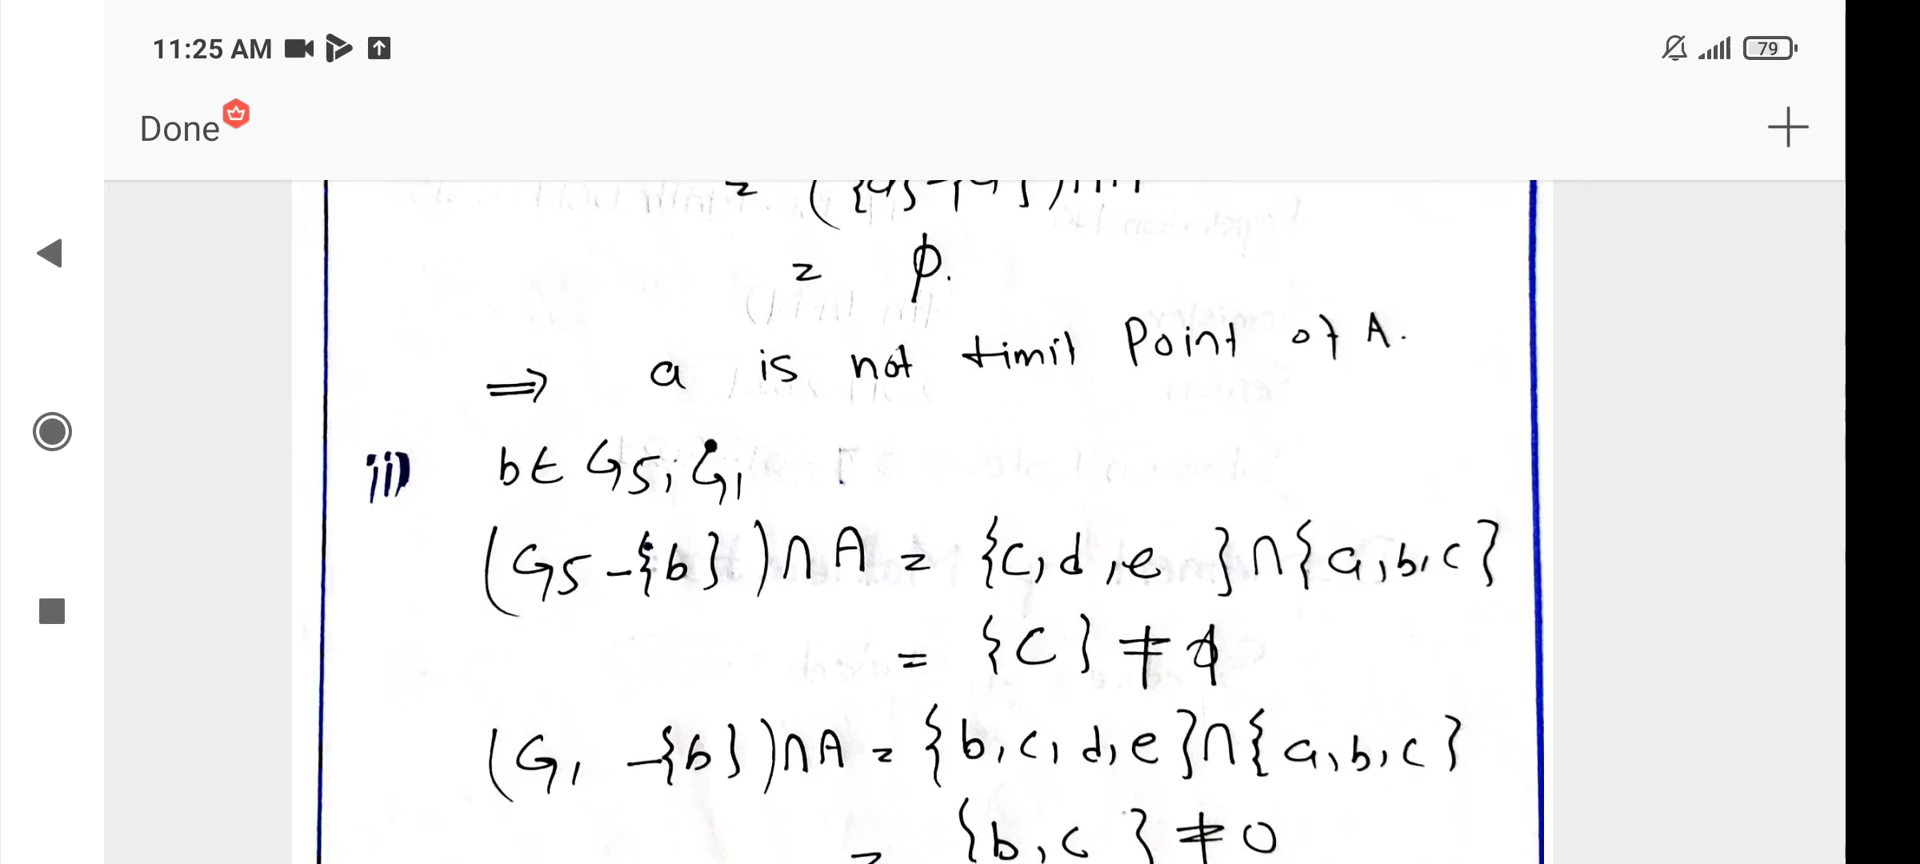 11:25 AM
79
Done
= ϕ.
⇒ a is not limit Point of A.
ii) b∈ G5, G1
(G5 -{b})∩A = {c,d,e}∩{a,b,c}
= {c} ≠ ϕ
(G1 -{b})∩A = {b,c,d,e}∩{a,b,c}
= {b,c} ≠ 0